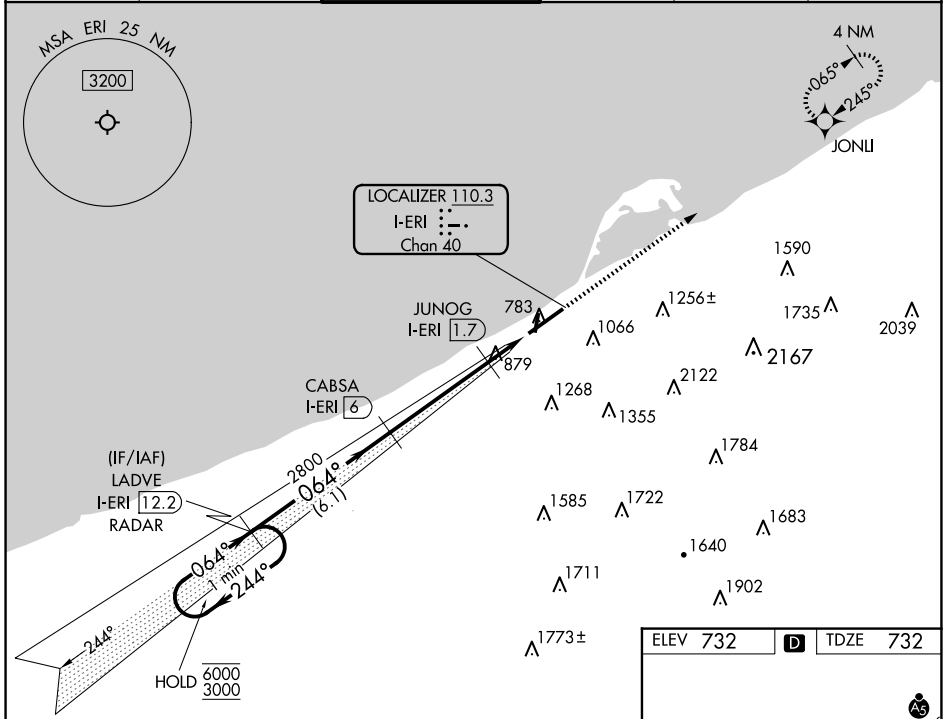 MSA ERI 25 NM
3200
4 NM
065°
245°
JONLI
LOCALIZER 110.3
I-ERI
Chan 40
1590
1256±
1735
2039
JUNOG
I-ERI 1.7
783
1066
879
2167
CABSA
I-ERI 6
1268
2122
1355
(IF/IAF)
LADVE
I-ERI 12.2
RADAR
2800
064°
(6.1)
1784
1585
1722
1683
064°
1 min
244°
1640
1711
1902
244°
1773±
HOLD 6000
3000
ELEV 732 D TDZE 732
A5